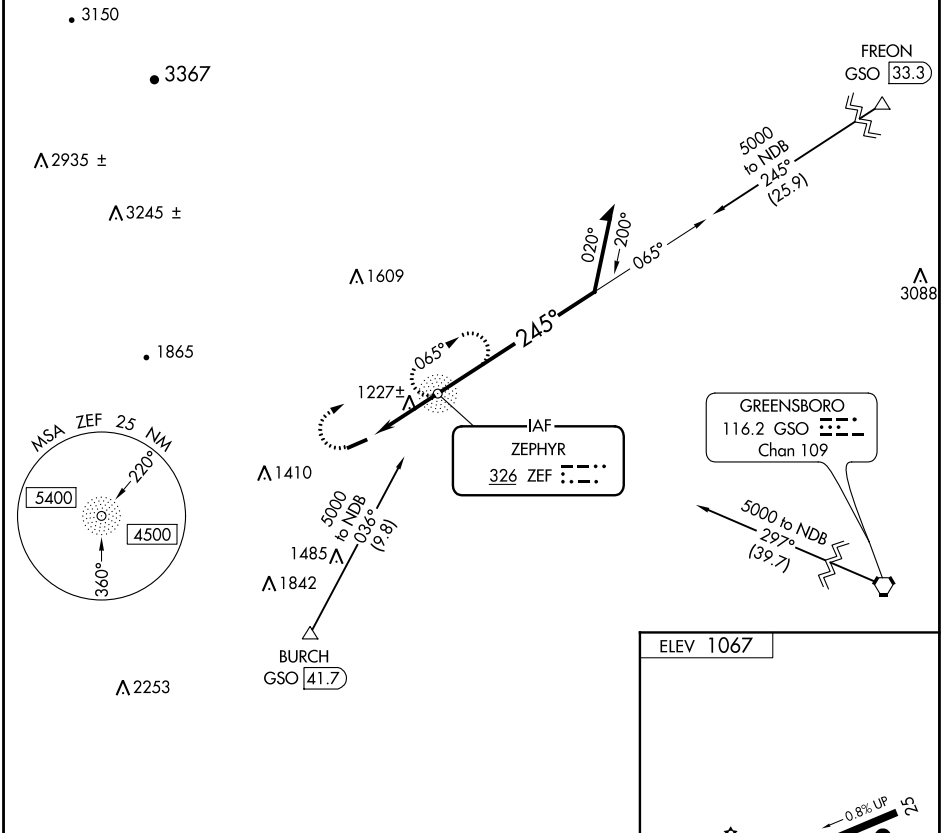 3150
3367
FREON
GSO 33.3
2935 ±
3245 ±
5000
to NDB
245°
(25.9)
020°
200°
065°
1609
3088
245°
1865
065°
1227±
IAF
ZEPHYR
326 ZEF
GREENSBORO
116.2 GSO
Chan 109
MSA ZEF 25 NM
220°
5400
4500
360°
1410
5000
to NDB
036°
(9.8)
1485
1842
5000 to NDB
297°
(39.7)
BURCH
GSO 41.7
2253
ELEV 1067
0.8% UP
25